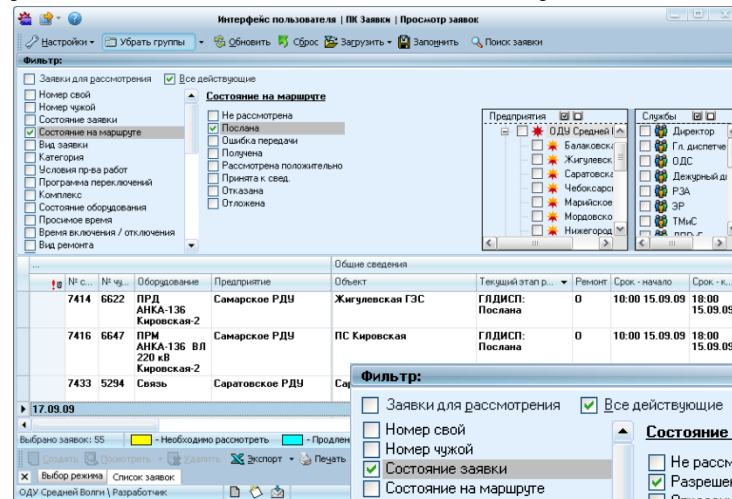 Интерфейс пользователя | ПК Заявки | Просмотр заявок
Настройки Убрать группы Обновить Сброс Загрузить Запомнить Поиск заявки
Фильтр:
Заявки для рассмотрения Все действующие
Номер свой
Номер чужой
Состояние заявки
Состояние на маршруте
Вид заявки
Категория
Условия пр-ва работ
Программа переключений
Комплекс
Состояние оборудования
Просимое время
Время включения / отключения
Вид ремонта
Состояние на маршруте
Не рассмотрена
Послана
Ошибка передачи
Получена
Рассмотрена положительно
Принята к свед.
Отказана
Отложена
Предприятия
ОДУ Средней
Балаковск
Жигулевск
Саратовск
Чебоксарс
Марийское
Мордовско
Нижегород
Службы
Директор
Гл. диспетче
ОДС
Дежурный д
РЗА
ЭР
ТМиС
... Общие сведения
№ с... № чу... Оборудование Предприятие Объект Текущий этап р... Ремонт Срок - начало Срок - к...
7414 6622 ПРД Самарское РДУ Жигулевская ГЭС ГЛДИСП: О 10:00 15.09.09 18:00
АНКА-136 Послана 15.09.09
Кировская-2
7416 6647 ПРМ Самарское РДУ ПС Кировская ГЛДИСП: О 10:00 15.09.09 18:00
АНКА-136 ВЛ Послана 15.09.09
220 кВ
Кировская-2
7433 5294 Связь Саратовское РДУ Сар
17.09.09
Выбрано заявок: 55 - Необходимо рассмотреть - Продлен
Создать Посмотреть Удалить Экспорт Печать
Выбор режима Список заявок
ОДУ Средней Волги \ Разработчик
Фильтр:
Заявки для рассмотрения Все действующие
Номер свой
Номер чужой
Состояние заявки
Состояние на маршруте
Состояние
Не рассм
Разрешен